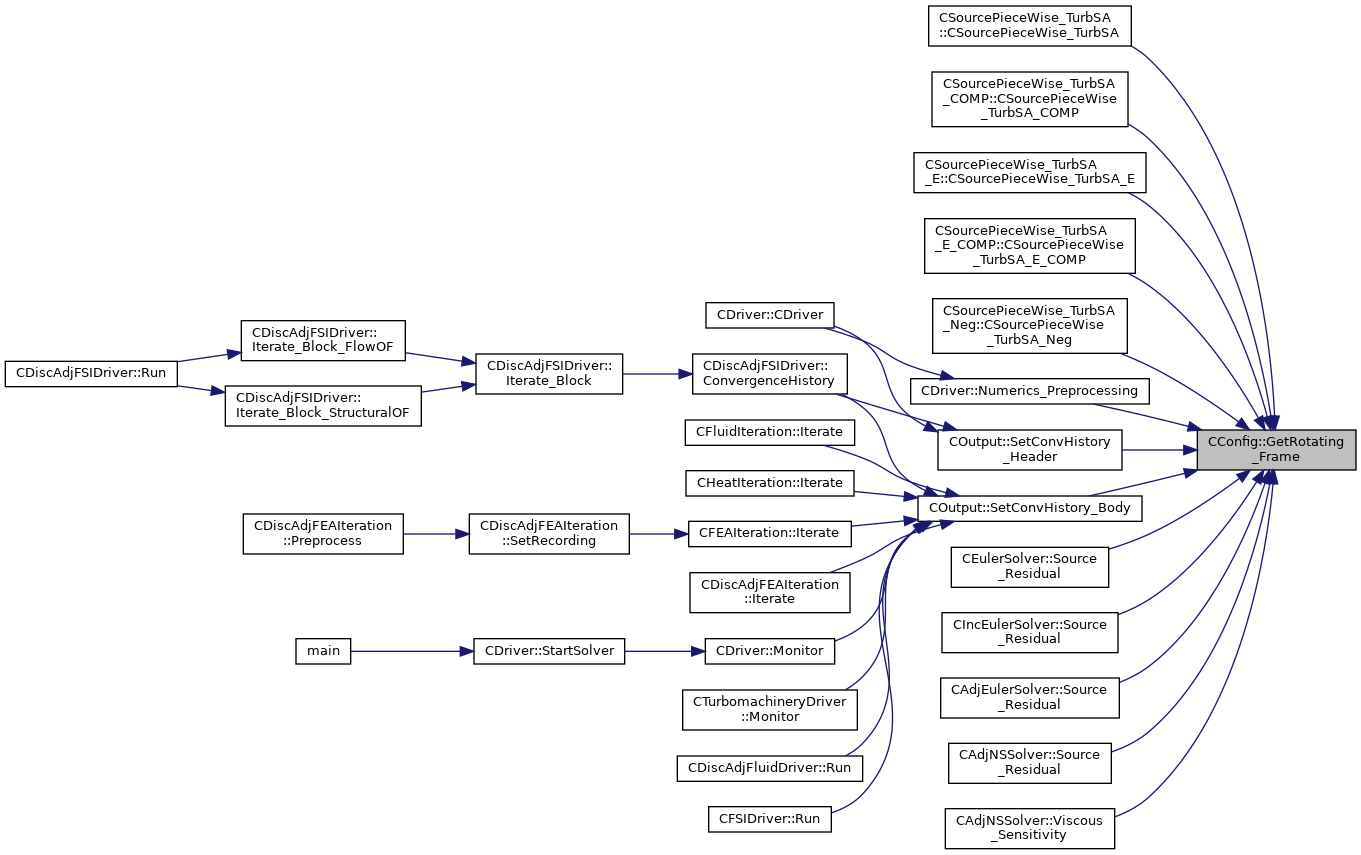 CSourcePieceWise_TurbSA
::CSourcePieceWise_TurbSA
CSourcePieceWise_TurbSA
_COMP::CSourcePieceWise
_TurbSA_COMP
CSourcePieceWise_TurbSA
_E::CSourcePieceWise_TurbSA_E
CSourcePieceWise_TurbSA
_E_COMP::CSourcePieceWise
_TurbSA_E_COMP
CSourcePieceWise_TurbSA
_Neg::CSourcePieceWise
_TurbSA_Neg
CDriver::CDriver
CDiscAdjFSIDriver::
Iterate_Block_FlowOF
CDiscAdjFSIDriver::Run
CDiscAdjFSIDriver::
Iterate_Block
CDiscAdjFSIDriver::
ConvergenceHistory
CDriver::Numerics_Preprocessing
CDiscAdjFSIDriver::
Iterate_Block_StructuralOF
CFluidIteration::Iterate
COutput::SetConvHistory
_Header
CConfig::GetRotating
_Frame
CHeatIteration::Iterate
COutput::SetConvHistory_Body
CDiscAdjFEAIteration
::Preprocess
CDiscAdjFEAIteration
::SetRecording
CFEAIteration::Iterate
CEulerSolver::Source
_Residual
CDiscAdjFEAIteration
::Iterate
CIncEulerSolver::Source
_Residual
main
CDriver::StartSolver
CDriver::Monitor
CAdjEulerSolver::Source
_Residual
CTurbomachineryDriver
::Monitor
CAdjNSSolver::Source
_Residual
CDiscAdjFluidDriver::Run
CFSIDriver::Run
CAdjNSSolver::Viscous
_Sensitivity